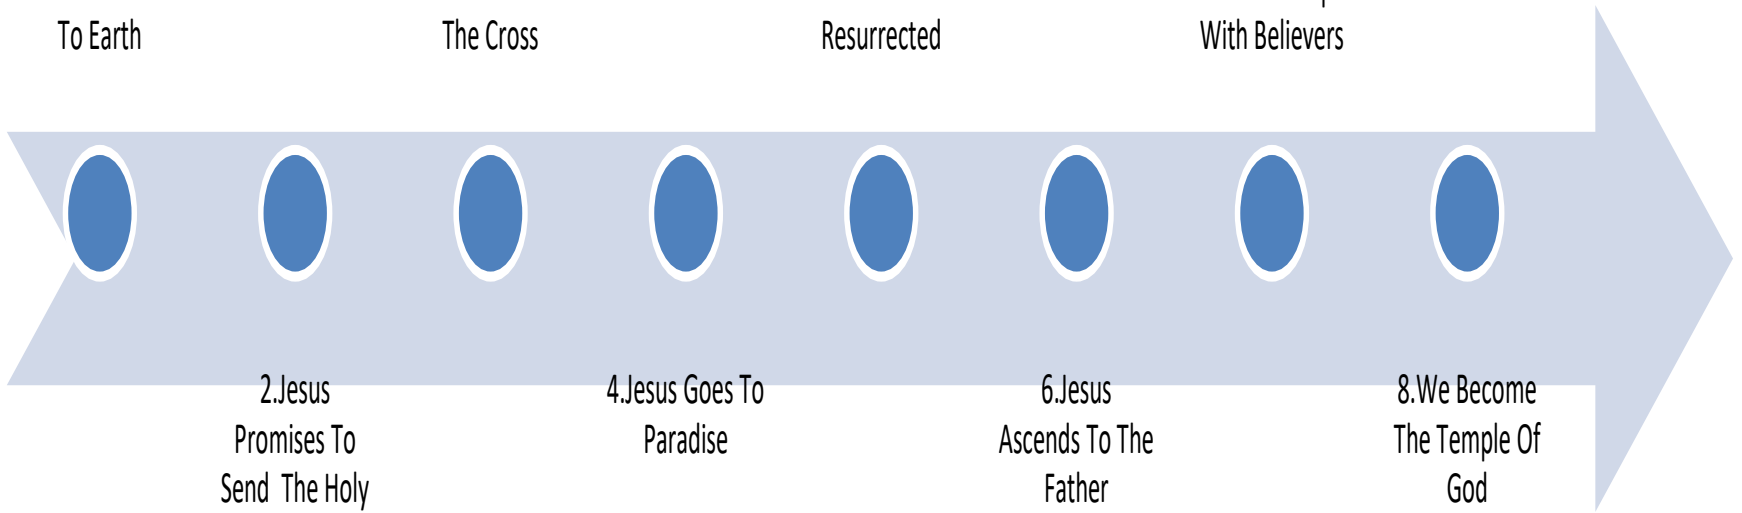 To Earth
The Cross
Resurrected
With Believers
2.Jesus
Promises To
Send  The Holy
4.Jesus Goes To
Paradise
6.Jesus
Ascends To The
Father
8.We Become
The Temple Of
God